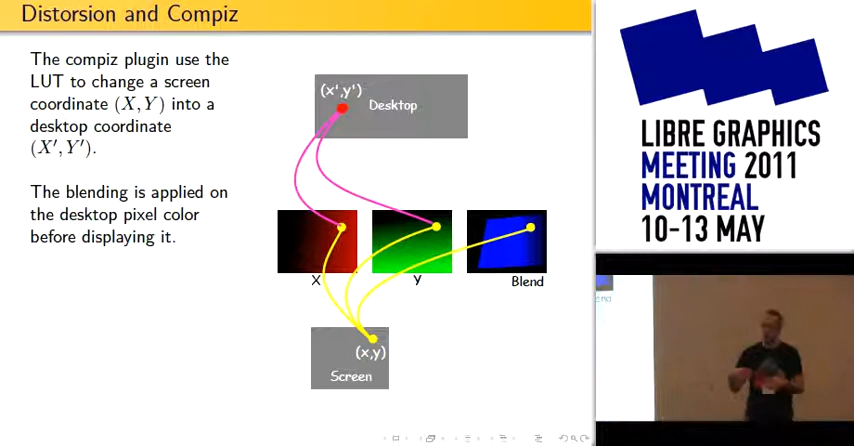 Distorsion and Compiz
The compiz plugin use the
LUT to change a screen
coordinate (X, Y) into a
desktop coordinate
(X′, Y′).
The blending is applied on
the desktop pixel color
before displaying it.
(x',y')
Desktop
X
Y
Blend
(x,y)
Screen
LIBRE GRAPHICS
MEETING 2011
MONTREAL
10-13 MAY